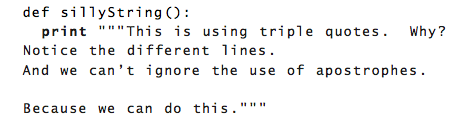 def sillyString():
  print """This is using triple quotes.  Why?
Notice the different lines.
And we can’t ignore the use of apostrophes.

Because we can do this."""